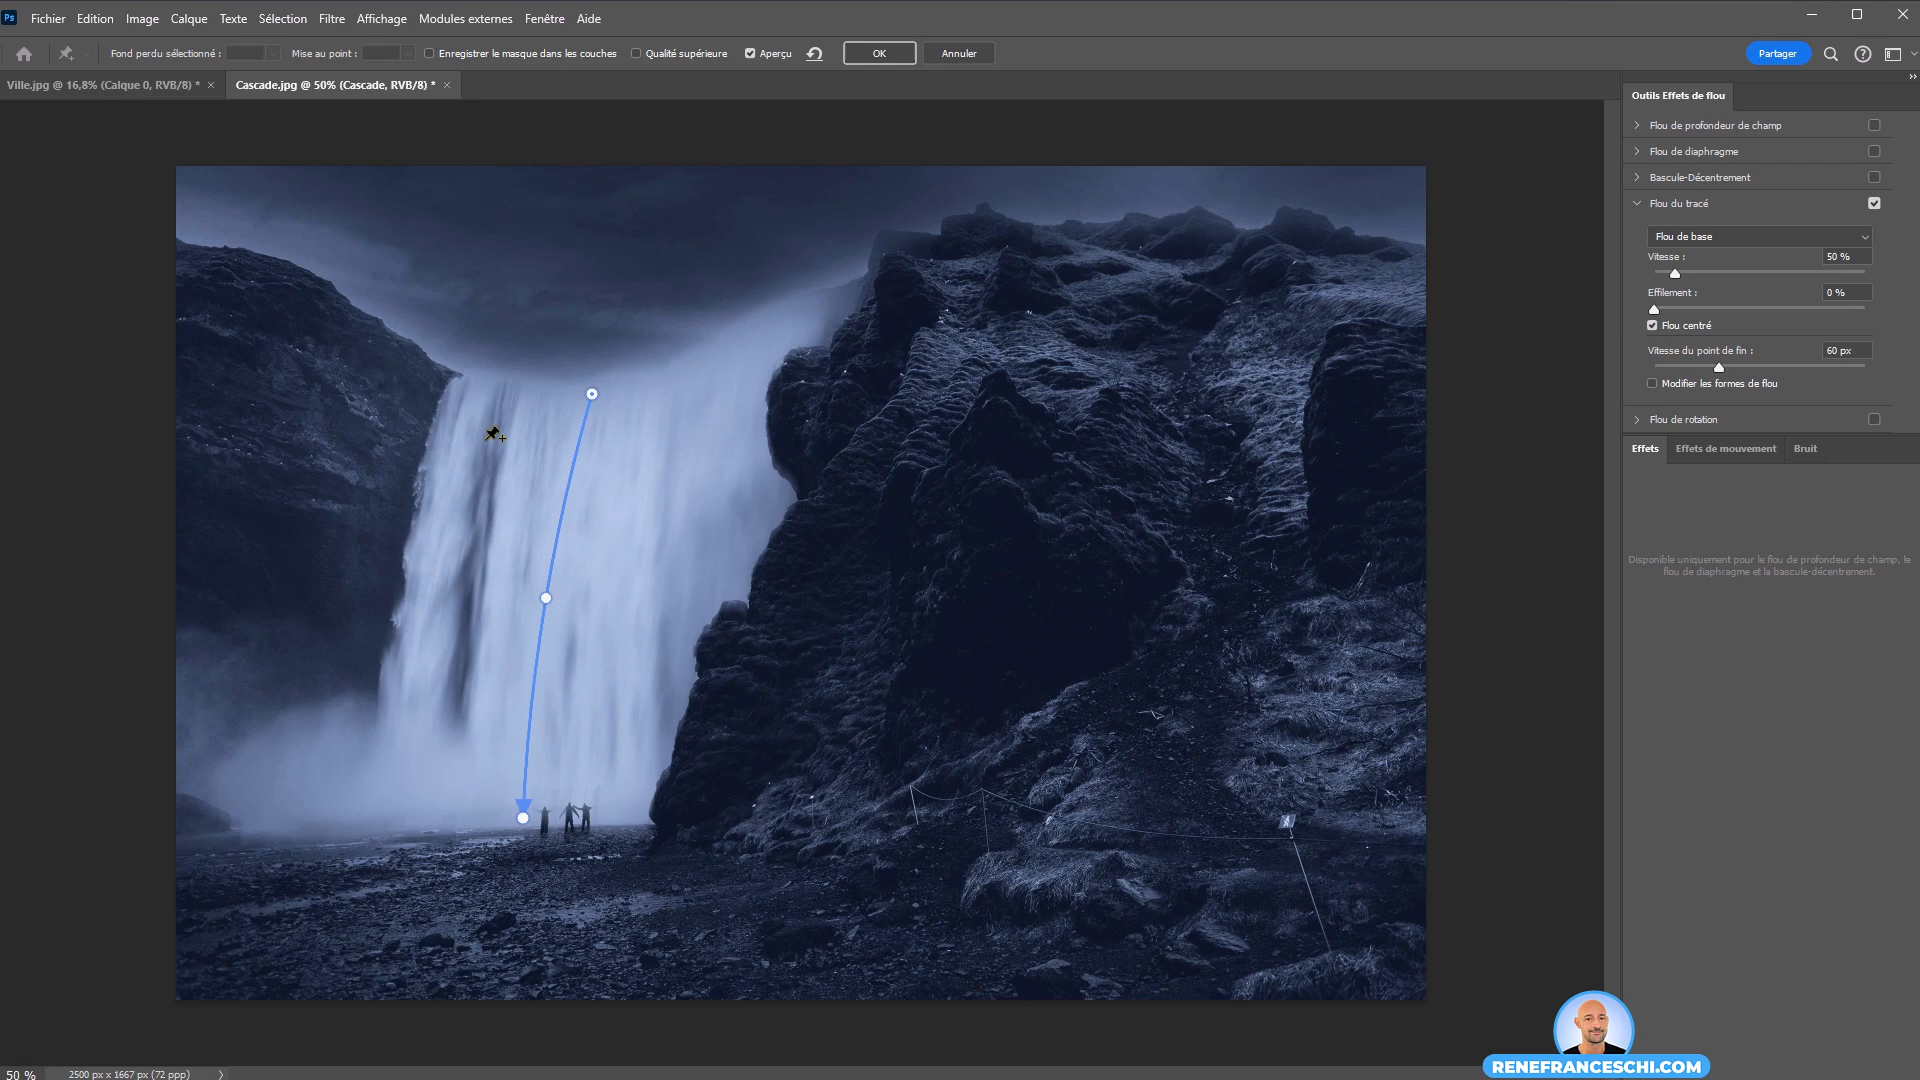 Ps Fichier Edition Image Calque Texte Sélection Filtre Affichage Modules externes Fenêtre Aide
Fond perdu sélectionné : Mise au point : Enregistrer le masque dans les couches Qualité supérieure Aperçu OK Annuler Partager
Ville.jpg @ 16,8% (Calque 0, RVB/8) * Cascade.jpg @ 50% (Cascade, RVB/8) *
Outils Effets de flou
Flou de profondeur de champ
Flou de diaphragme
Bascule-Décentrement
Flou du tracé
Flou de base
Vitesse : 50 %
Effilement : 0 %
Flou centré
Vitesse du point de fin : 60 px
Modifier les formes de flou
Flou de rotation
Effets Effets de mouvement Bruit
Disponible uniquement pour le flou de profondeur de champ, le
flou de diaphragme et la bascule-décentrement.
RENEFRANCESCHI.COM
50 % 2500 px x 1667 px (72 ppp)